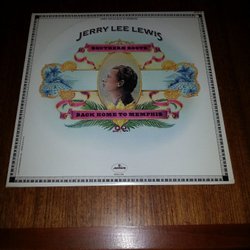 JERRY LEE LEWIS
SOUTHERN ROOTS
BACK HOME TO MEMPHIS